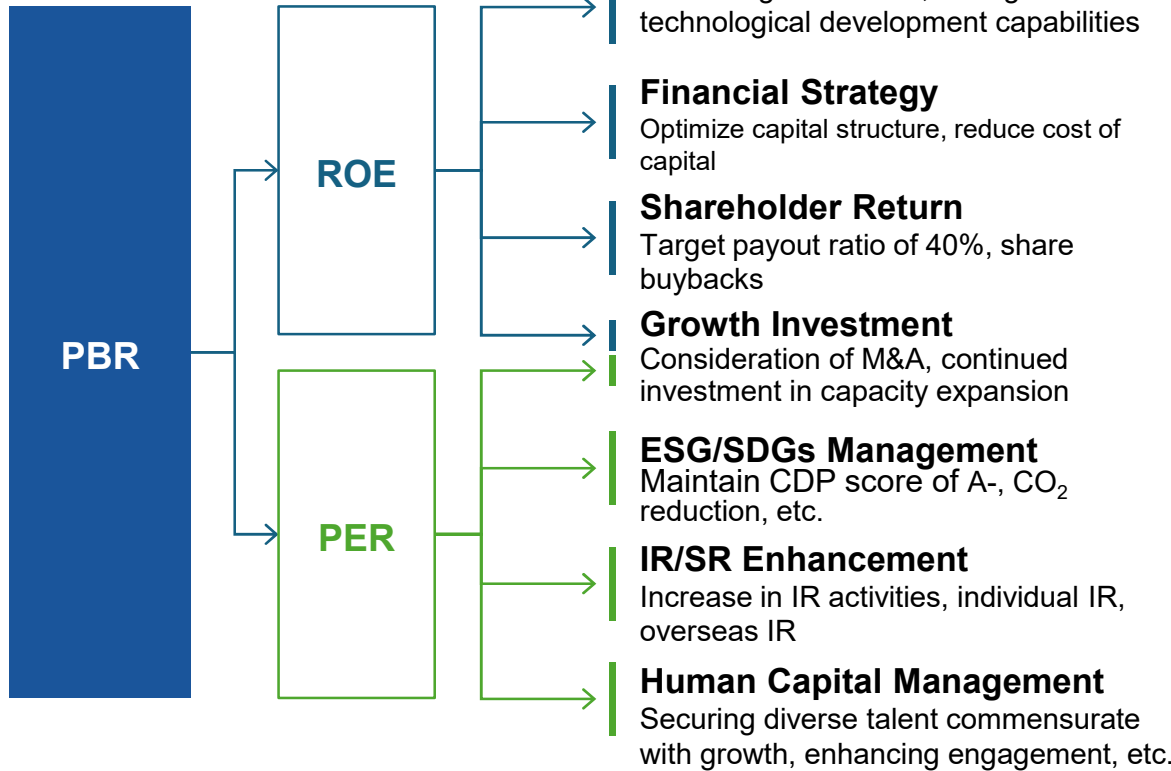 technological development capabilities
Financial Strategy
Optimize capital structure, reduce cost of
capital
ROE
Shareholder Return
Target payout ratio of 40%, share
buybacks
Growth Investment
Consideration of M&A, continued
investment in capacity expansion
PBR
ESG/SDGs Management
Maintain CDP score of A-, CO₂
reduction, etc.
PER
IR/SR Enhancement
Increase in IR activities, individual IR,
overseas IR
Human Capital Management
Securing diverse talent commensurate
with growth, enhancing engagement, etc.